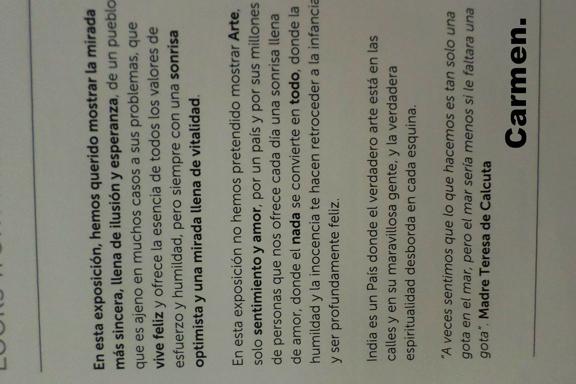 En esta exposición, hemos querido mostrar la mirada
más sincera, llena de ilusión y esperanza, de un pueblo
que es ajeno en muchos casos a sus problemas, que
vive feliz y ofrece la esencia de todos los valores de
esfuerzo y humildad, pero siempre con una sonrisa
optimista y una mirada llena de vitalidad.
En esta exposición no hemos pretendido mostrar Arte,
solo sentimiento y amor, por un país y por sus millones
de personas que nos ofrece cada día una sonrisa llena
de amor, donde el nada se convierte en todo, donde la
humildad y la inocencia te hacen retroceder a la infancia
y ser profundamente feliz.
India es un País donde el verdadero arte está en las
calles y en su maravillosa gente, y la verdadera
espiritualidad desborda en cada esquina.
"A veces sentimos que lo que hacemos es tan solo una
gota en el mar, pero el mar sería menos si le faltara una
gota". Madre Teresa de Calcuta
Carmen.